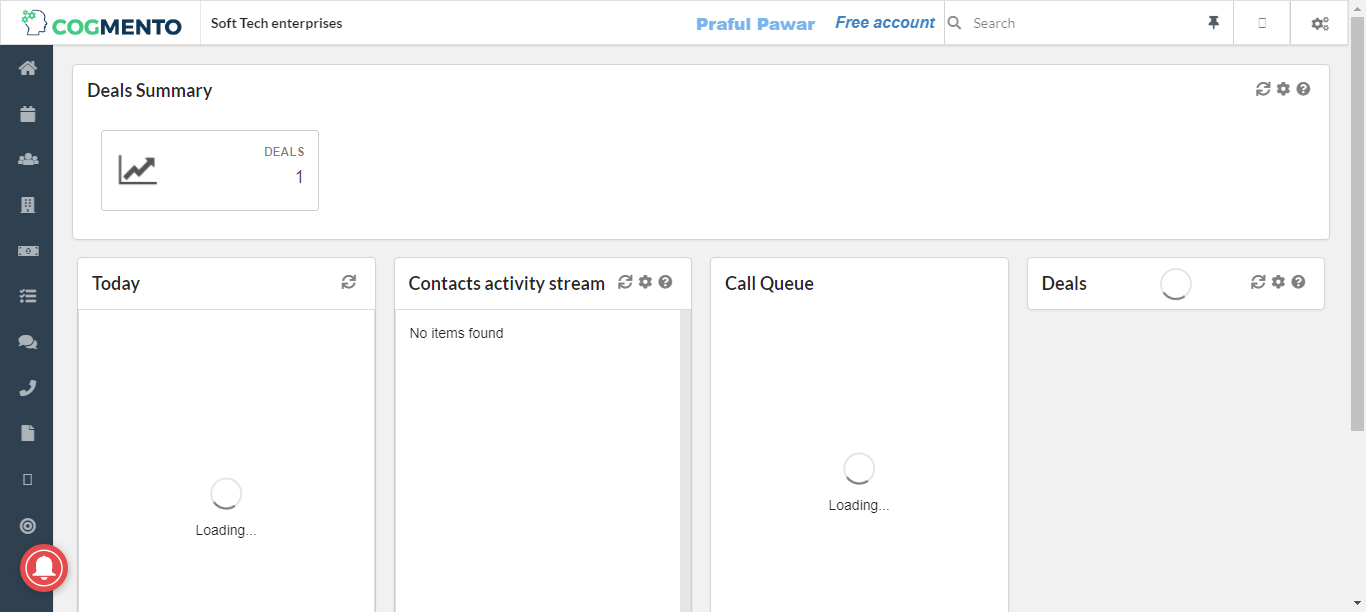 COGMENTO
Soft Tech enterprises
Praful Pawar
Free account
Search
Deals Summary
DEALS
1
Today
Contacts activity stream
Call Queue
Deals
No items found
Loading...
Loading...